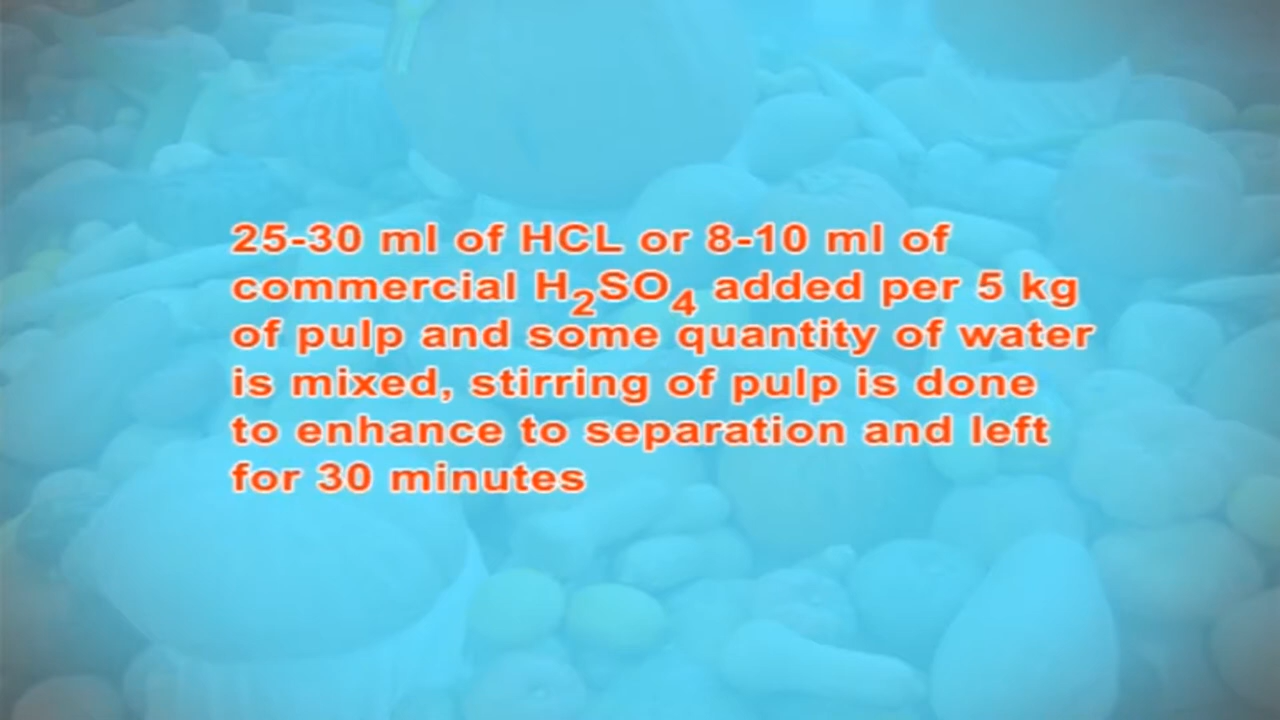 25-30 ml of HCL or 8-10 ml of
commercial H₂SO₄ added per 5 kg
of pulp and some quantity of water
is mixed, stirring of pulp is done
to enhance to separation and left
for 30 minutes